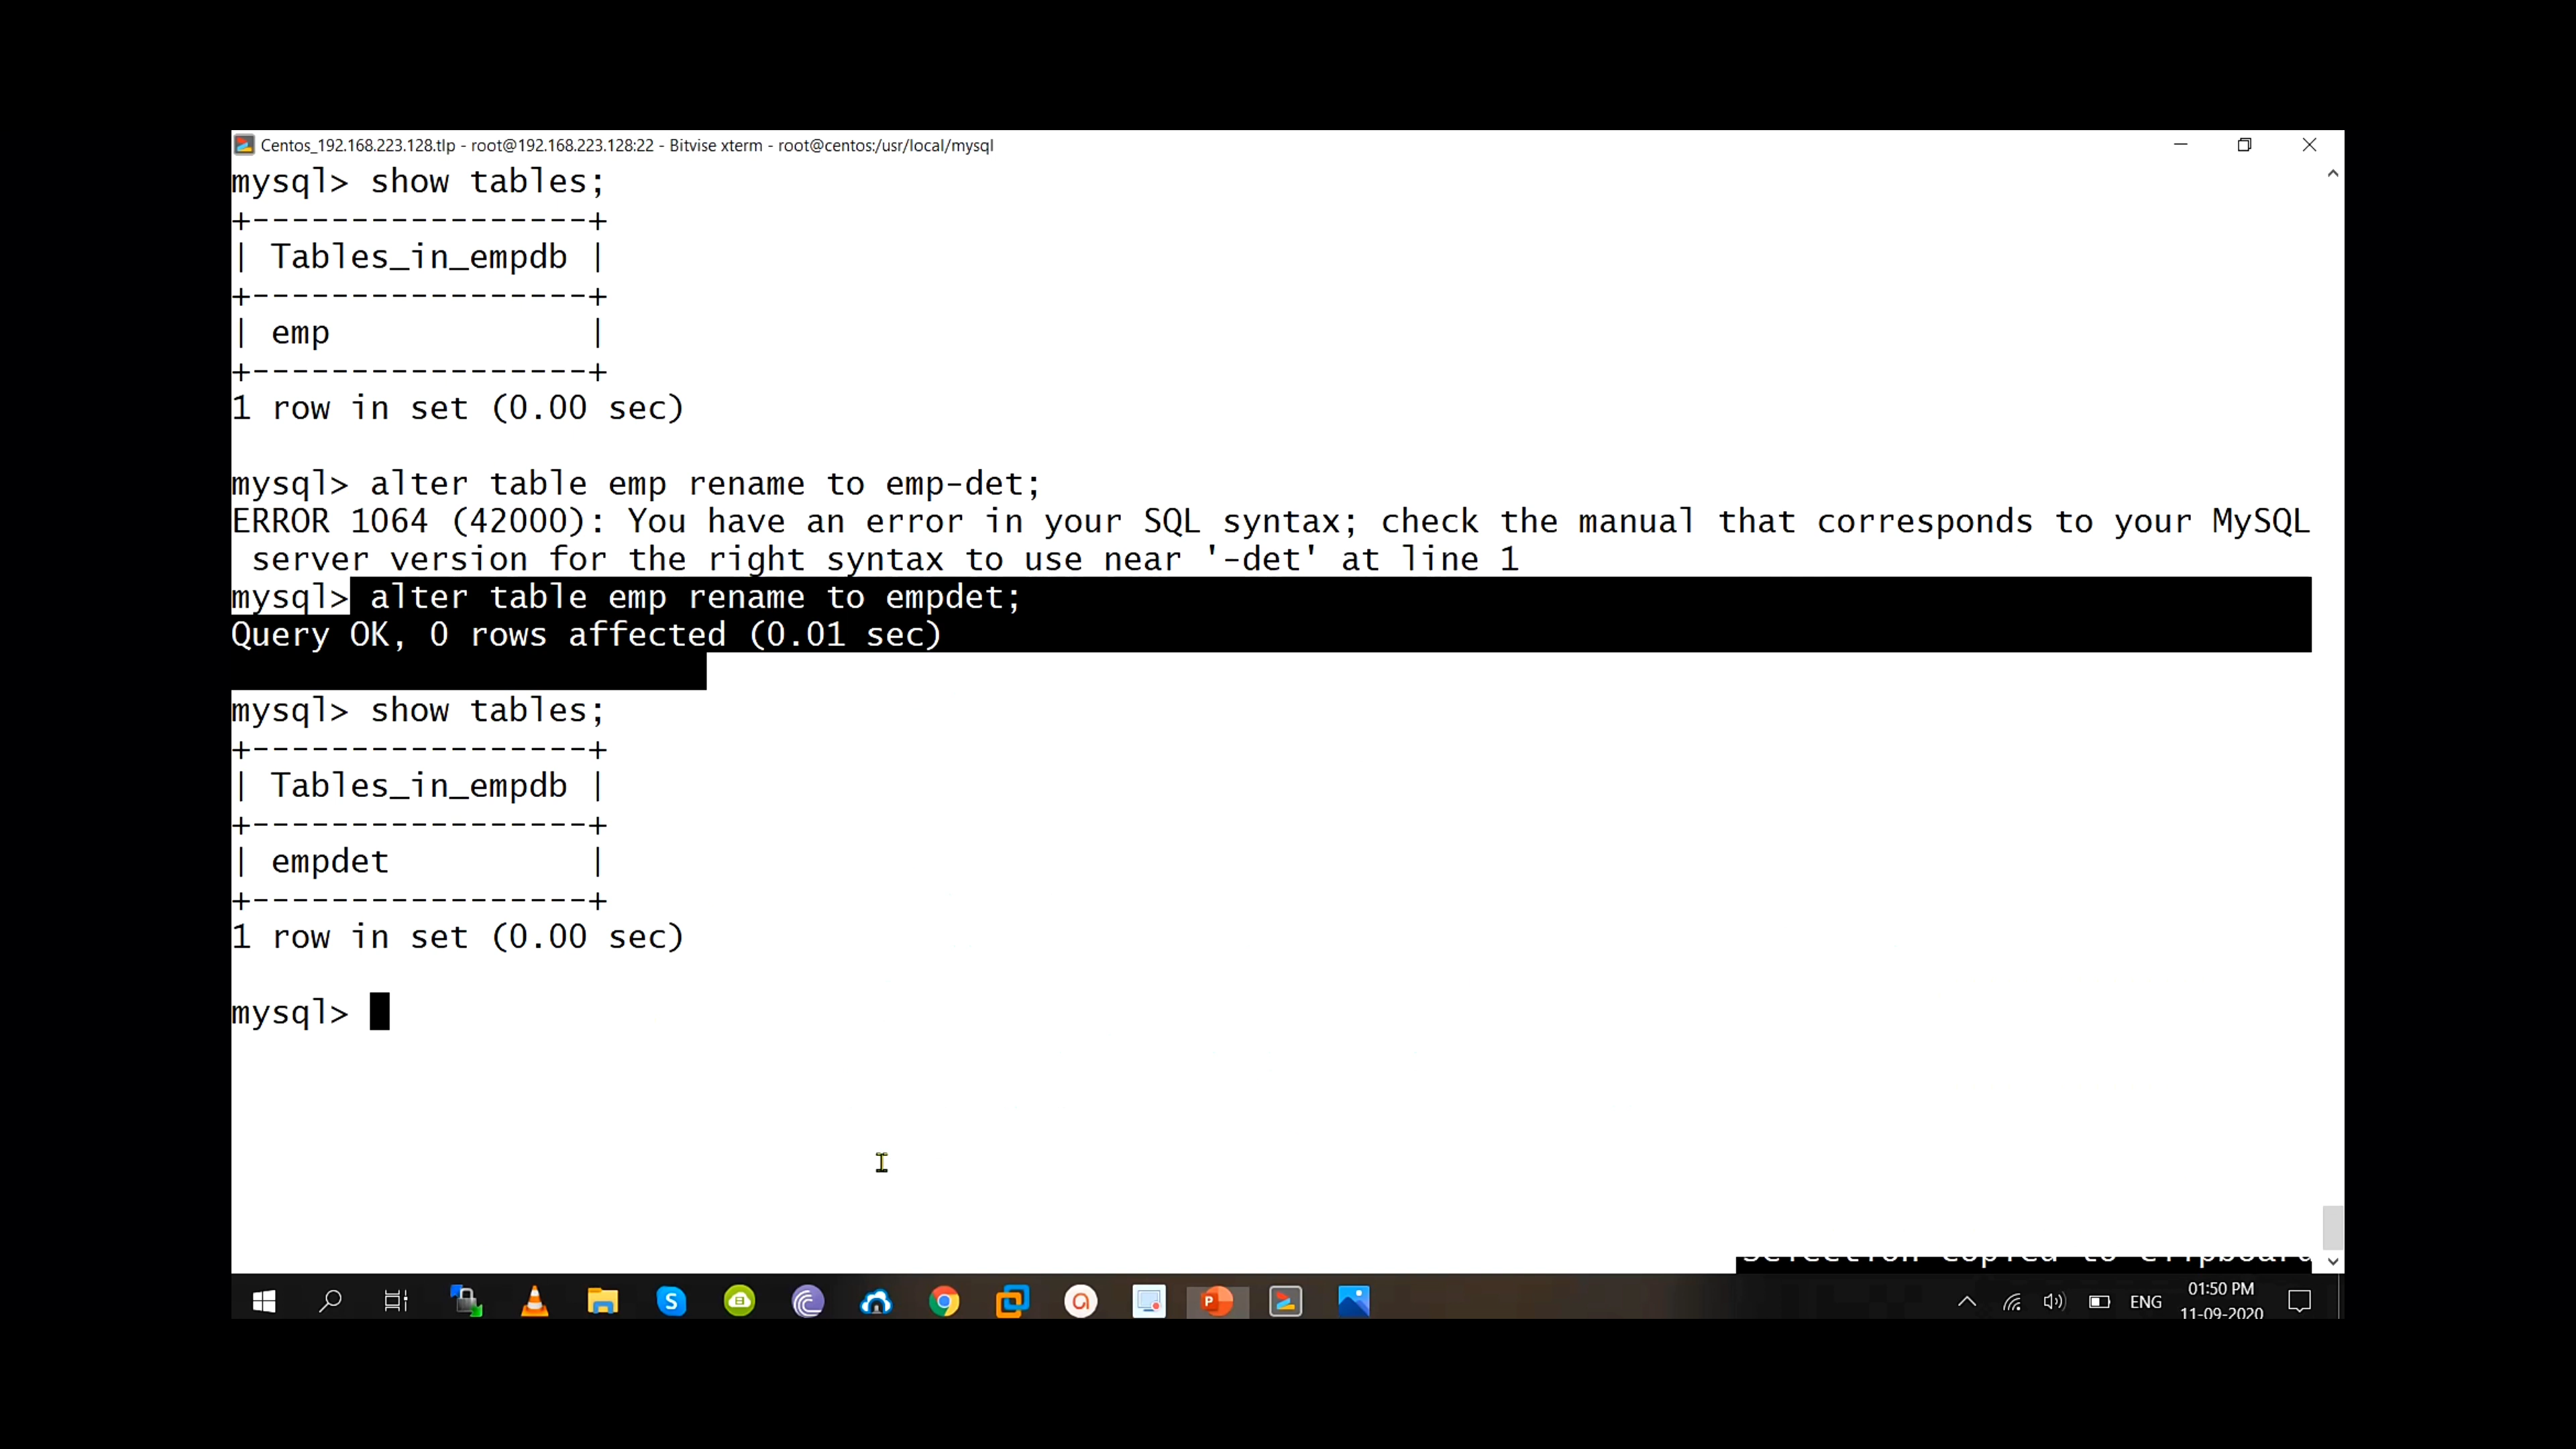 Centos_192.168.223.128.tlp - root@192.168.223.128:22 - Bitvise xterm - root@centos:/usr/local/mysql
mysql> show tables;
+-----------------+
| Tables_in_empdb |
+-----------------+
| emp             |
+-----------------+
1 row in set (0.00 sec)
mysql> alter table emp rename to emp-det;
ERROR 1064 (42000): You have an error in your SQL syntax; check the manual that corresponds to your MySQL
server version for the right syntax to use near '-det' at line 1
mysql> alter table emp rename to empdet;
Query OK, 0 rows affected (0.01 sec)
mysql> show tables;
+-----------------+
| Tables_in_empdb |
+-----------------+
| empdet          |
+-----------------+
1 row in set (0.00 sec)
mysql>
Selection copied to clipboard
ENG
01:50 PM
11-09-2020